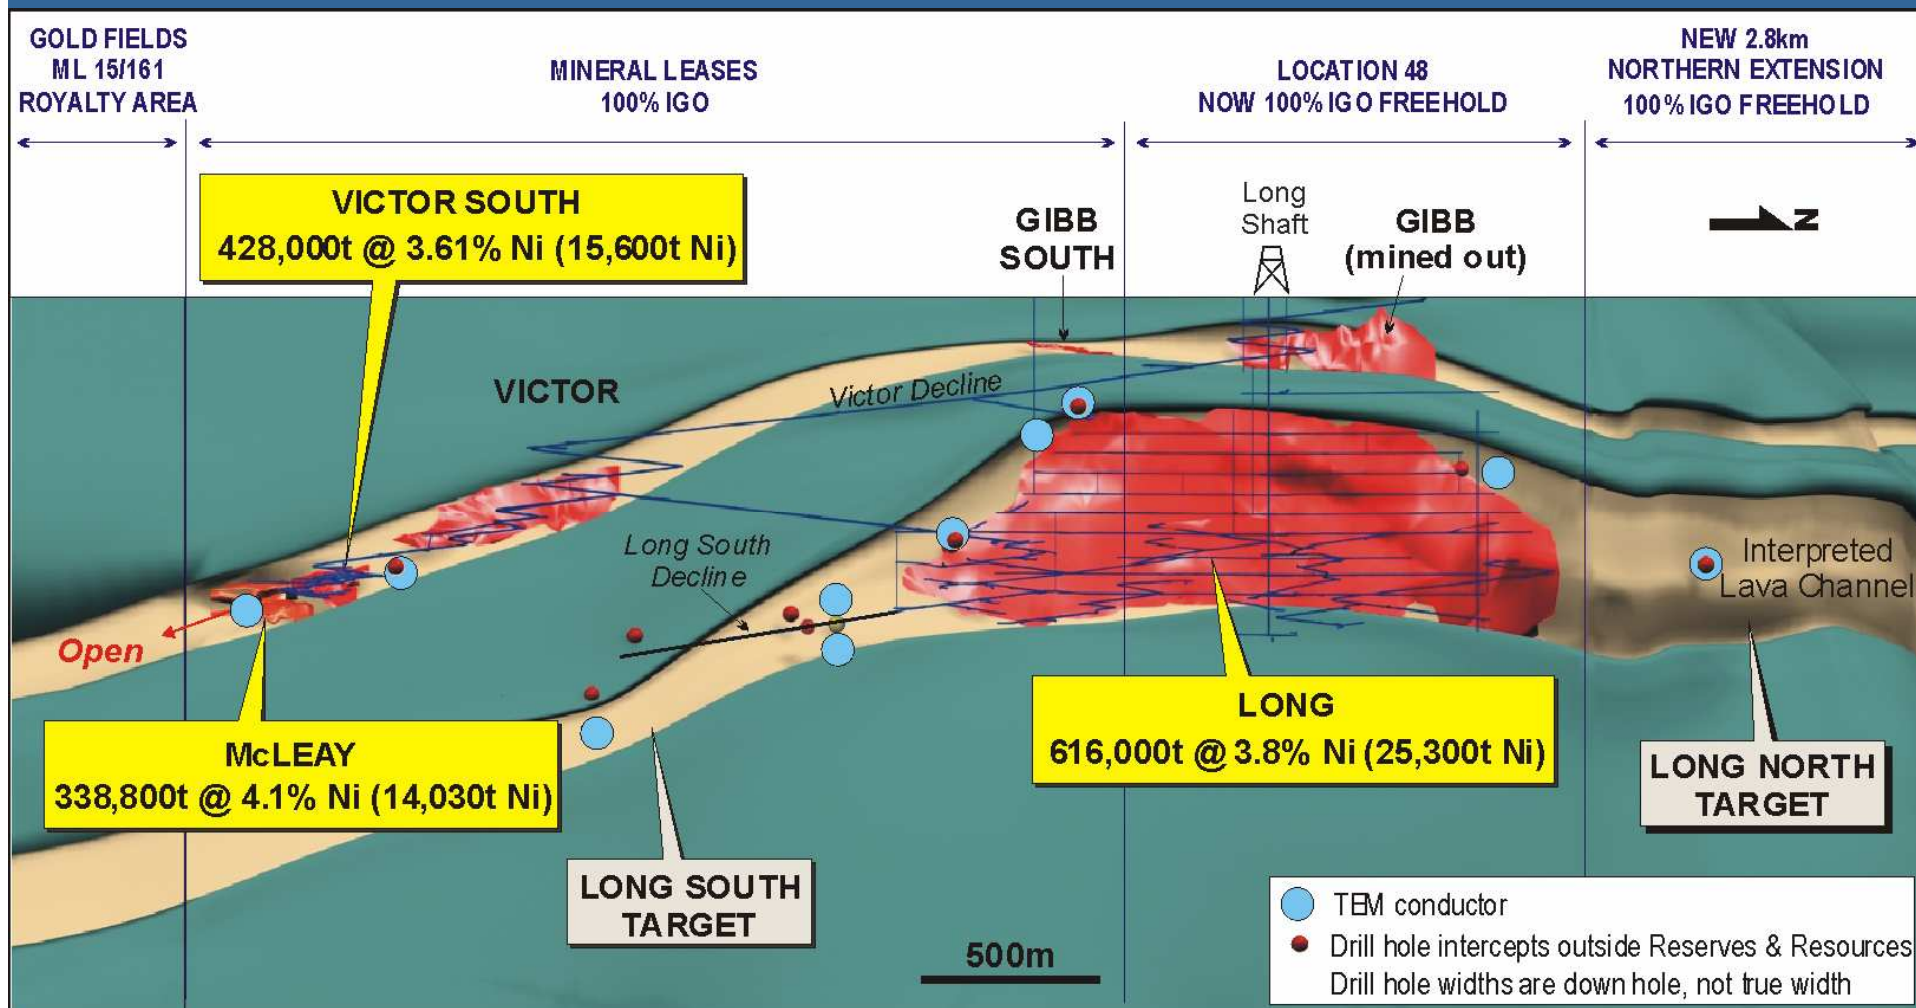 GOLD FIELDS
ML 15/161
ROYALTY AREA
MINERAL LEASES
100% IGO
LOCATION 48
NOW 100% IGO FREEHOLD
NEW 2.8km
NORTHERN EXTENSION
100% IGO FREEHOLD
VICTOR SOUTH
428,000t @ 3.61% Ni (15,600t Ni)
GIBB
SOUTH
Long
Shaft
GIBB
(mined out)
N
VICTOR
Victor Decline
Long South
Decline
Interpreted
Lava Channel
Open
McLEAY
338,800t @ 4.1% Ni (14,030t Ni)
LONG
616,000t @ 3.8% Ni (25,300t Ni)
LONG NORTH
TARGET
LONG SOUTH
TARGET
500m
TEM conductor
Drill hole intercepts outside Reserves & Resources
Drill hole widths are down hole, not true width